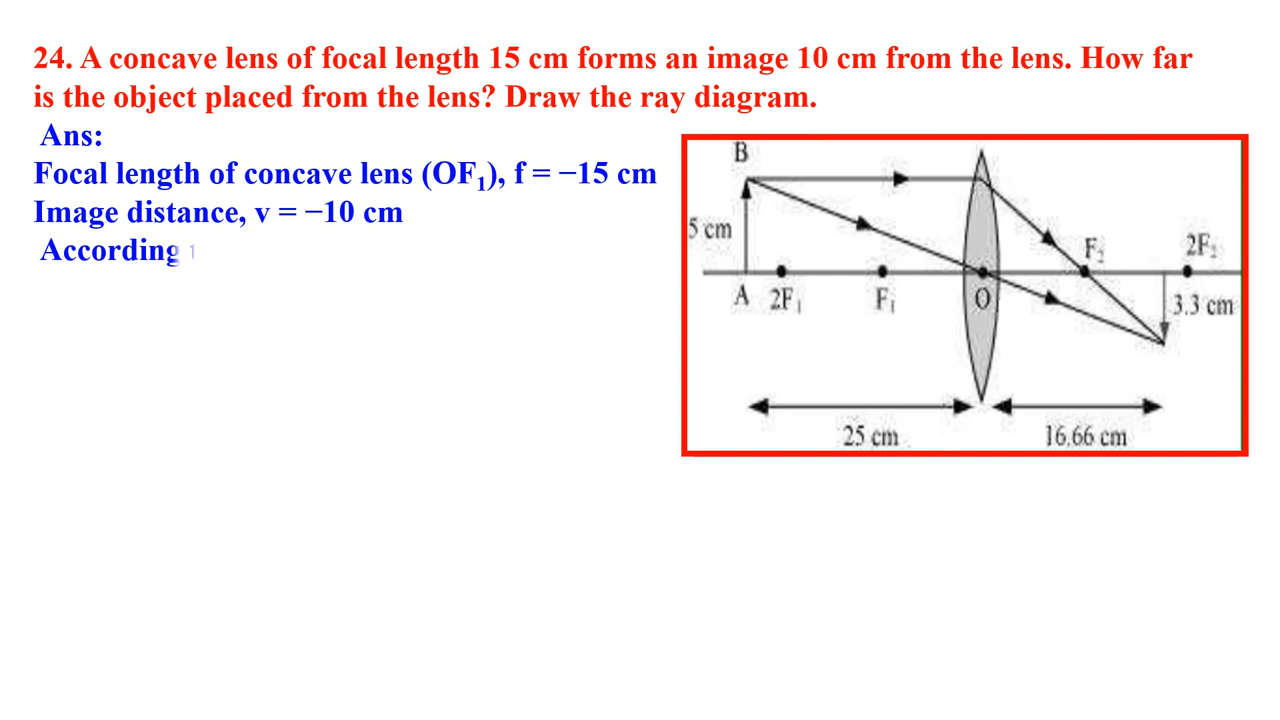 24. A concave lens of focal length 15 cm forms an image 10 cm from the lens. How far
is the object placed from the lens? Draw the ray diagram.
Ans:
Focal length of concave lens (OF₁), f = −15 cm
Image distance, v = −10 cm
According
B
5 cm
F₂
2F₂
A
2F₁
F₁
O
3.3 cm
25 cm
16.66 cm